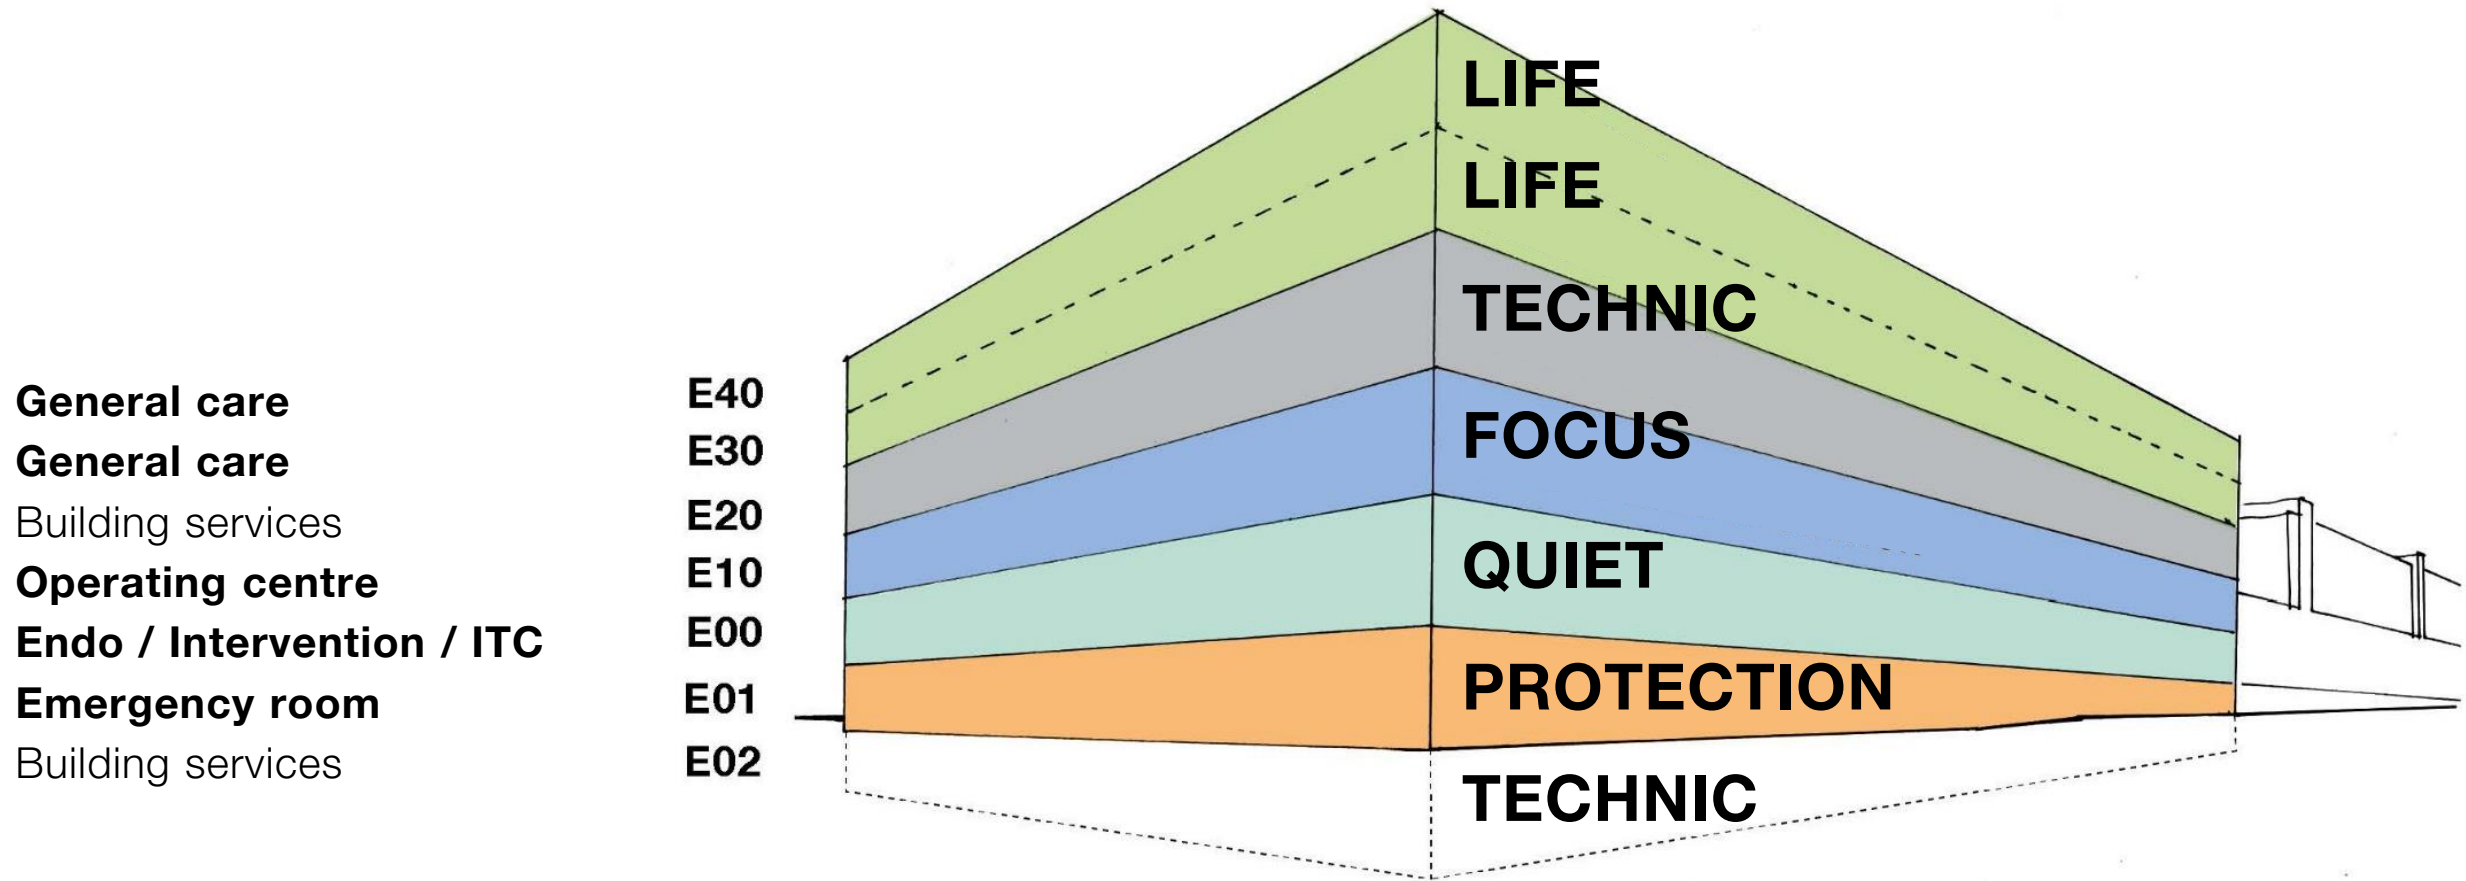 General care E40 LIFE
General care E30 LIFE
Building services E20 TECHNIC
Operating centre E10 FOCUS
Endo / Intervention / ITC E00 QUIET
Emergency room E01 PROTECTION
Building services E02 TECHNIC